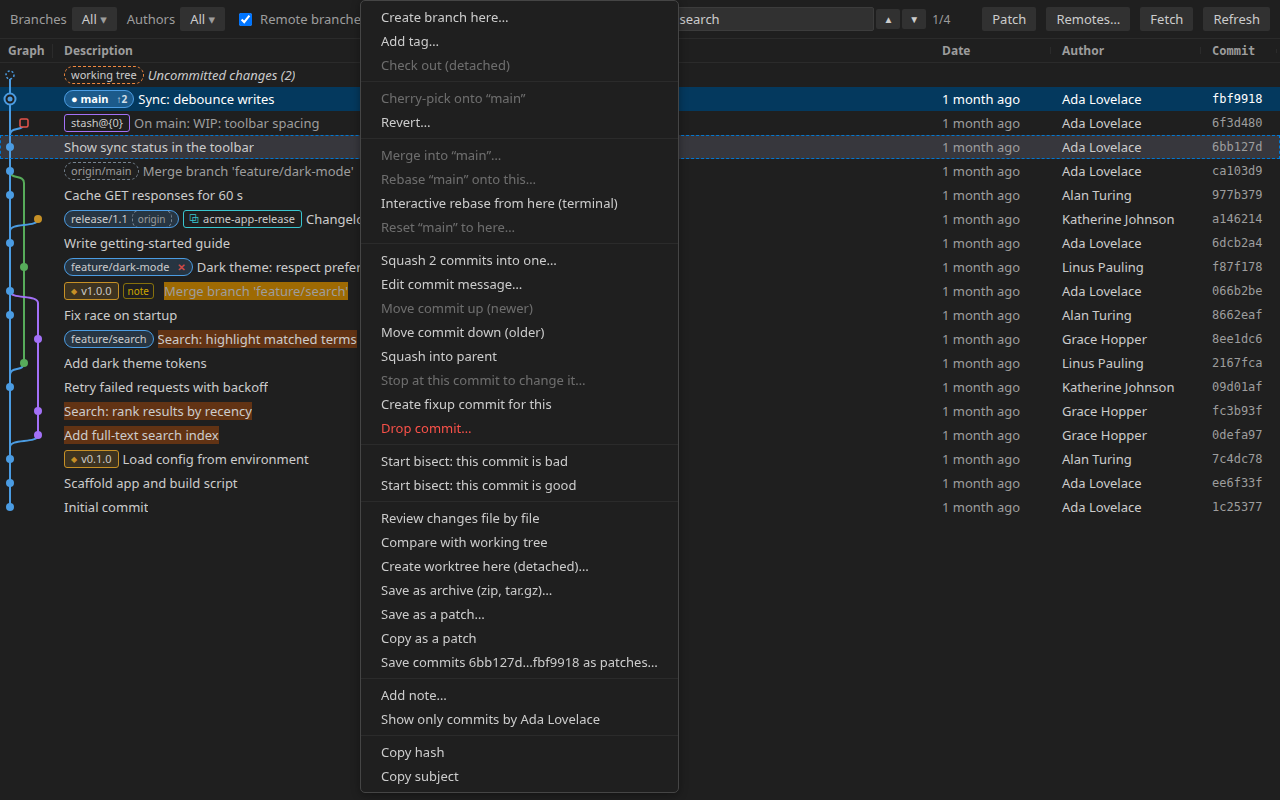 Branches All ▾ Authors All ▾ Remote branche search ▲ ▼ 1/4 Patch Remotes... Fetch Refresh
Graph Description Date Author Commit
working tree Uncommitted changes (2)
● main ↑2 Sync: debounce writes 1 month ago Ada Lovelace fbf9918
stash@{0} On main: WIP: toolbar spacing 1 month ago Ada Lovelace 6f3d480
Show sync status in the toolbar 1 month ago Ada Lovelace 6bb127d
origin/main Merge branch 'feature/dark-mode' 1 month ago Ada Lovelace ca103d9
Cache GET responses for 60 s 1 month ago Alan Turing 977b379
release/1.1 origin acme-app-release Changelo 1 month ago Katherine Johnson a146214
Write getting-started guide 1 month ago Ada Lovelace 6dcb2a4
feature/dark-mode × Dark theme: respect prefer 1 month ago Linus Pauling f87f178
◆ v1.0.0 note Merge branch 'feature/search' 1 month ago Ada Lovelace 066b2be
Fix race on startup 1 month ago Alan Turing 8662eaf
feature/search Search: highlight matched terms 1 month ago Grace Hopper 8ee1dc6
Add dark theme tokens 1 month ago Linus Pauling 2167fca
Retry failed requests with backoff 1 month ago Katherine Johnson 09d01af
Search: rank results by recency 1 month ago Grace Hopper fc3b93f
Add full-text search index 1 month ago Grace Hopper 0defa97
◆ v0.1.0 Load config from environment 1 month ago Alan Turing 7c4dc78
Scaffold app and build script 1 month ago Ada Lovelace ee6f33f
Initial commit 1 month ago Ada Lovelace 1c25377
Create branch here...
Add tag...
Check out (detached)
Cherry-pick onto “main”
Revert...
Merge into “main”...
Rebase “main” onto this...
Interactive rebase from here (terminal)
Reset “main” to here...
Squash 2 commits into one...
Edit commit message...
Move commit up (newer)
Move commit down (older)
Squash into parent
Stop at this commit to change it...
Create fixup commit for this
Drop commit...
Start bisect: this commit is bad
Start bisect: this commit is good
Review changes file by file
Compare with working tree
Create worktree here (detached)...
Save as archive (zip, tar.gz)...
Save as a patch...
Copy as a patch
Save commits 6bb127d...fbf9918 as patches...
Add note...
Show only commits by Ada Lovelace
Copy hash
Copy subject